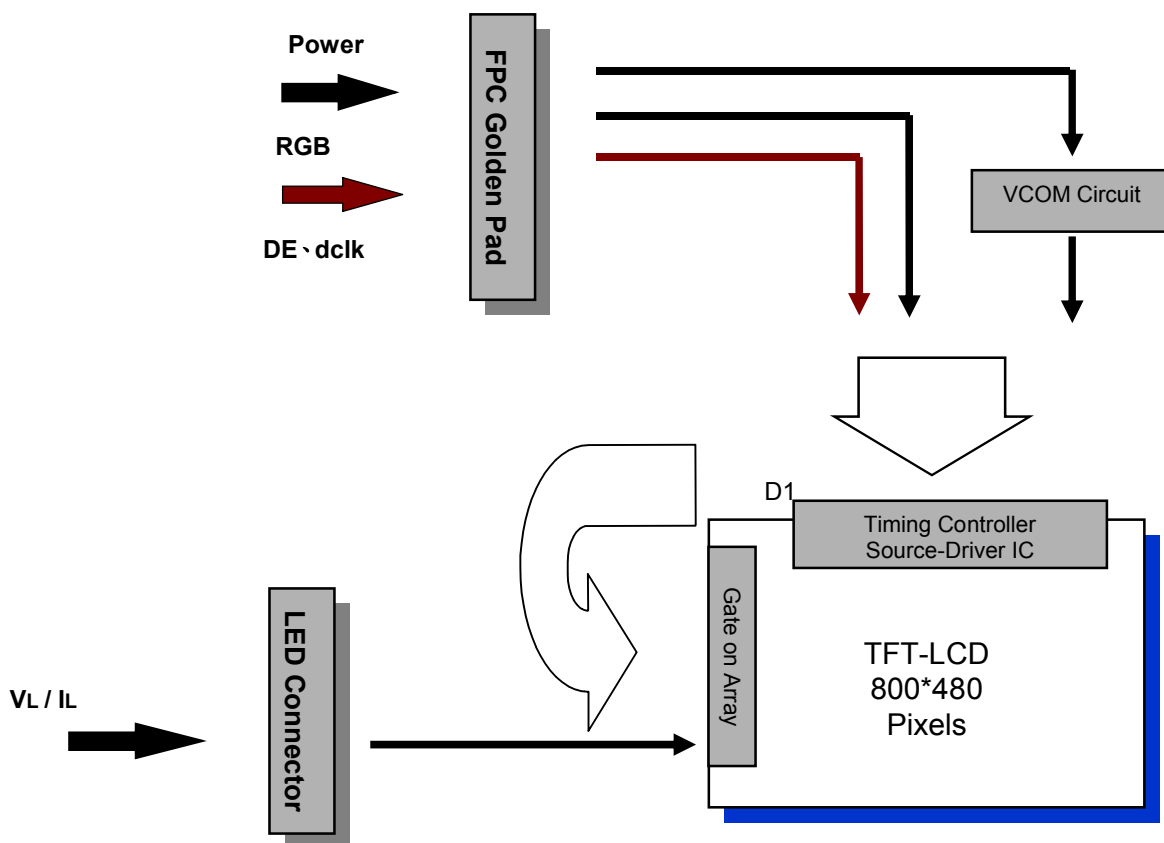 Power
RGB
DE、dclk
FPC Golden Pad
VCOM Circuit
D1
Timing Controller
Source-Driver IC
Gate on Array
TFT-LCD
800*480
Pixels
LED Connector
VL / IL